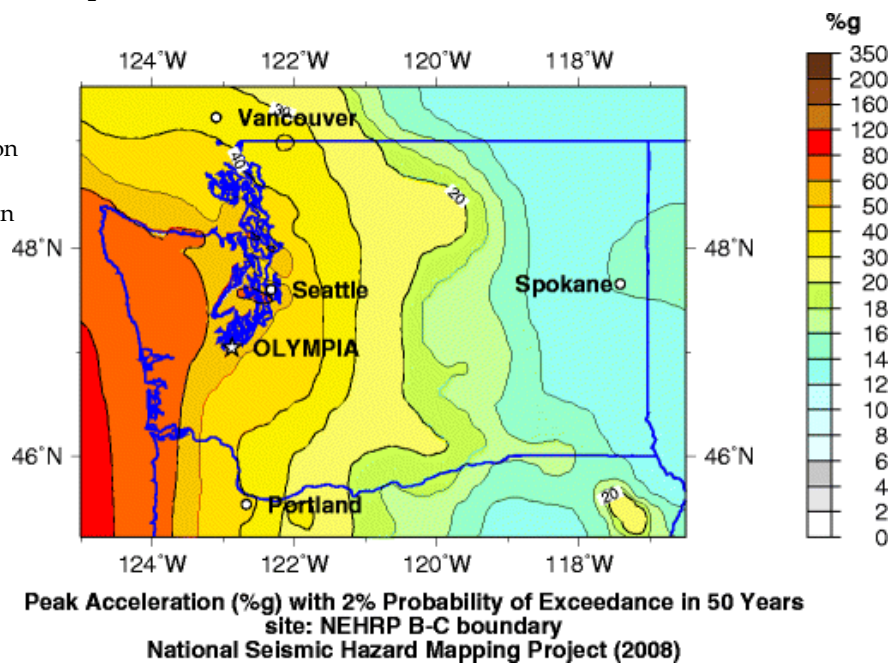 %g
124°W 122°W 120°W 118°W
350
200
160
120
80
60
50
40
30
20
18
16
14
12
10
8
6
4
2
0
on
n
30
Vancouver
40
20
48°N 48°N
Seattle
Spokane
OLYMPIA
46°N 46°N
20
Portland
124°W 122°W 120°W 118°W
Peak Acceleration (%g) with 2% Probability of Exceedance in 50 Years
site: NEHRP B-C boundary
National Seismic Hazard Mapping Project (2008)